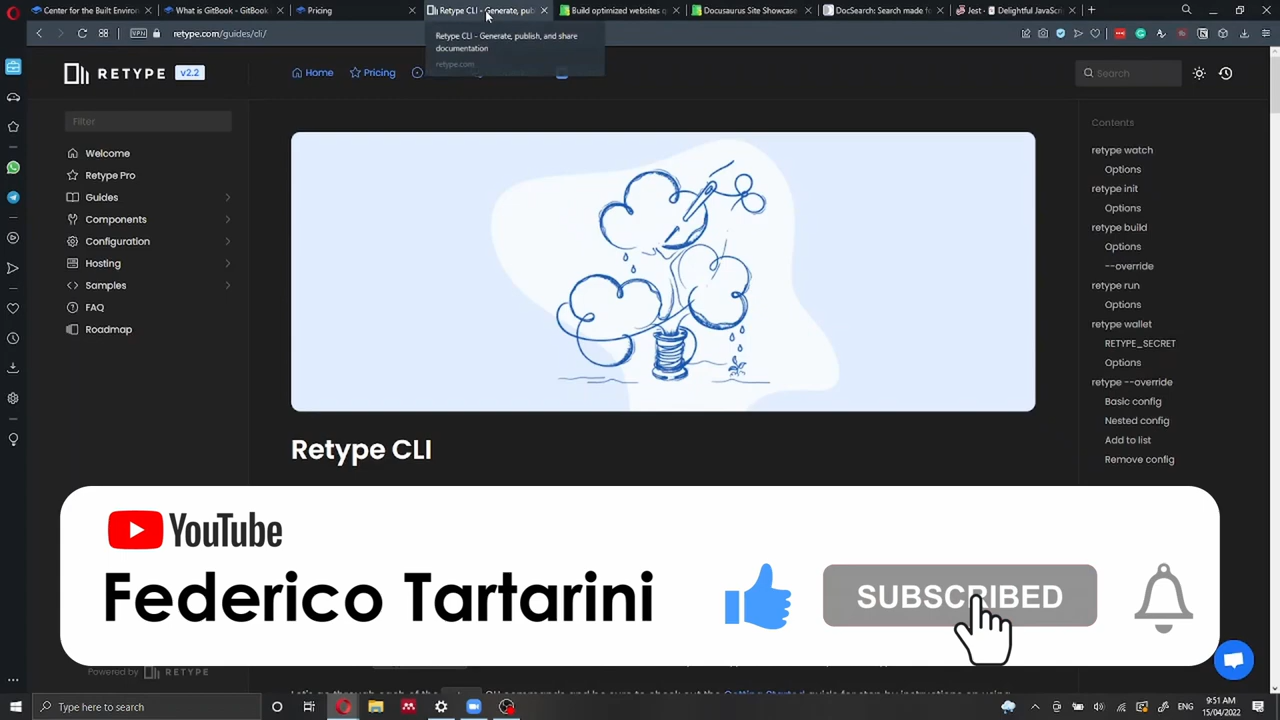 Center for the Built Environm
What is GitBook - GitBook
Pricing
Retype CLI - Generate, pub
Build optimized websites q
Docusaurus Site Showcase
DocSearch: Search made f
Jest · Delightful JavaScri
VPN
retype.com/guides/cli/
Retype CLI - Generate, publish, and share
documentation
retype.com
RETYPE v2.2
Home
Pricing
Search
Filter
Welcome
Retype Pro
Guides
Components
Configuration
Hosting
Samples
FAQ
Roadmap
Retype CLI
Contents
retype watch
Options
retype init
Options
retype build
Options
--override
retype run
Options
retype wallet
RETYPE_SECRET
Options
retype --override
Basic config
Nested config
Add to list
Remove config
YouTube
Federico Tartarini
SUBSCRIBED
Powered by RETYPE
Type here to search
ENG
9:51 AM
15/04/2022